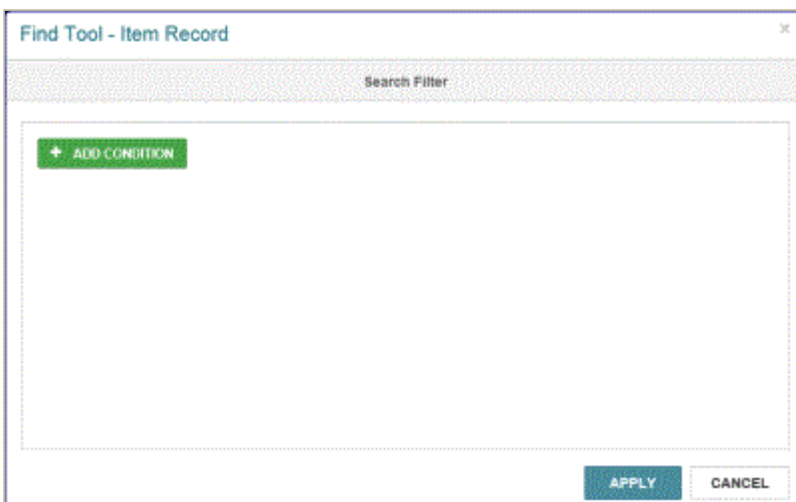 Find Tool - Item Record
Search Filter
+ ADD CONDITION
APPLY CANCEL